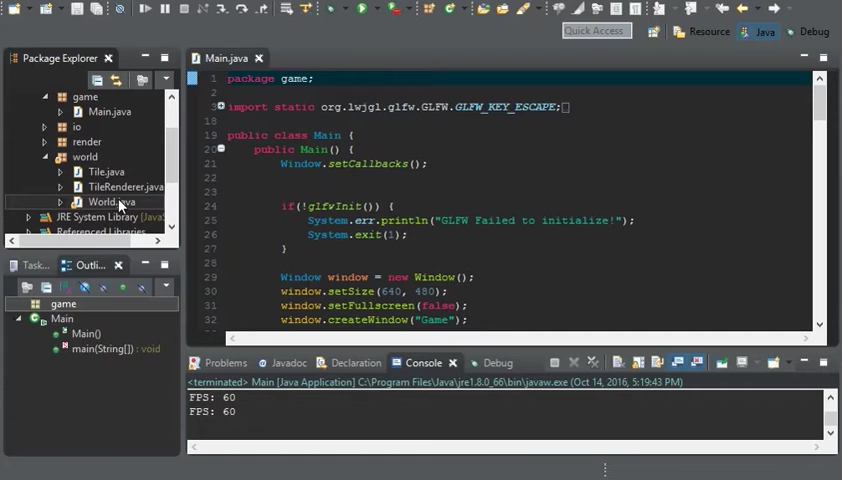 Quick Access
Resource
Java
Debug
Package Explorer
game
Main.java
io
render
world
Tile.java
TileRenderer.java
World.java
JRE System Library [JavaS
Referenced Libraries
Task...
Outli...
game
Main
Main()
main(String[]) : void
Main.java
1 package game;
3 import static org.lwjgl.glfw.GLFW.GLFW_KEY_ESCAPE;
18
19 public class Main {
20 public Main() {
21 Window.setCallbacks();
22
23
24 if(!glfwInit()) {
25 System.err.println("GLFW Failed to initialize!");
26 System.exit(1);
27 }
28
29 Window window = new Window();
30 window.setSize(640, 480);
31 window.setFullscreen(false);
32 window.createWindow("Game");
Problems
Javadoc
Declaration
Console
Debug
<terminated> Main [Java Application] C:\Program Files\Java\jre1.8.0_66\bin\javaw.exe (Oct 14, 2016, 5:19:43 PM)
FPS: 60
FPS: 60